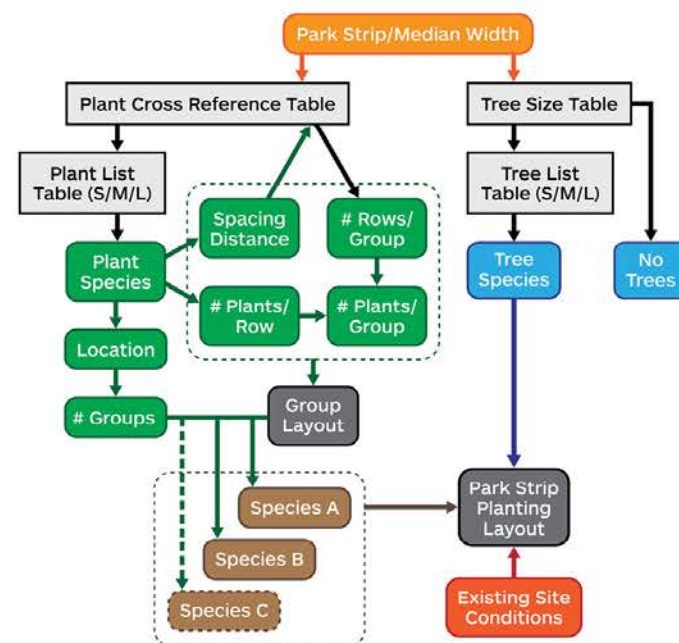 Park Strip/Median Width
Plant Cross Reference Table
Tree Size Table
Plant List
Table (S/M/L)
Tree List
Table (S/M/L)
Spacing
Distance
# Rows/
Group
Plant
Species
Tree
Species
No
Trees
# Plants/
Row
# Plants/
Group
Location
# Groups
Group
Layout
Species A
Park Strip
Planting
Layout
Species B
Species C
Existing Site
Conditions